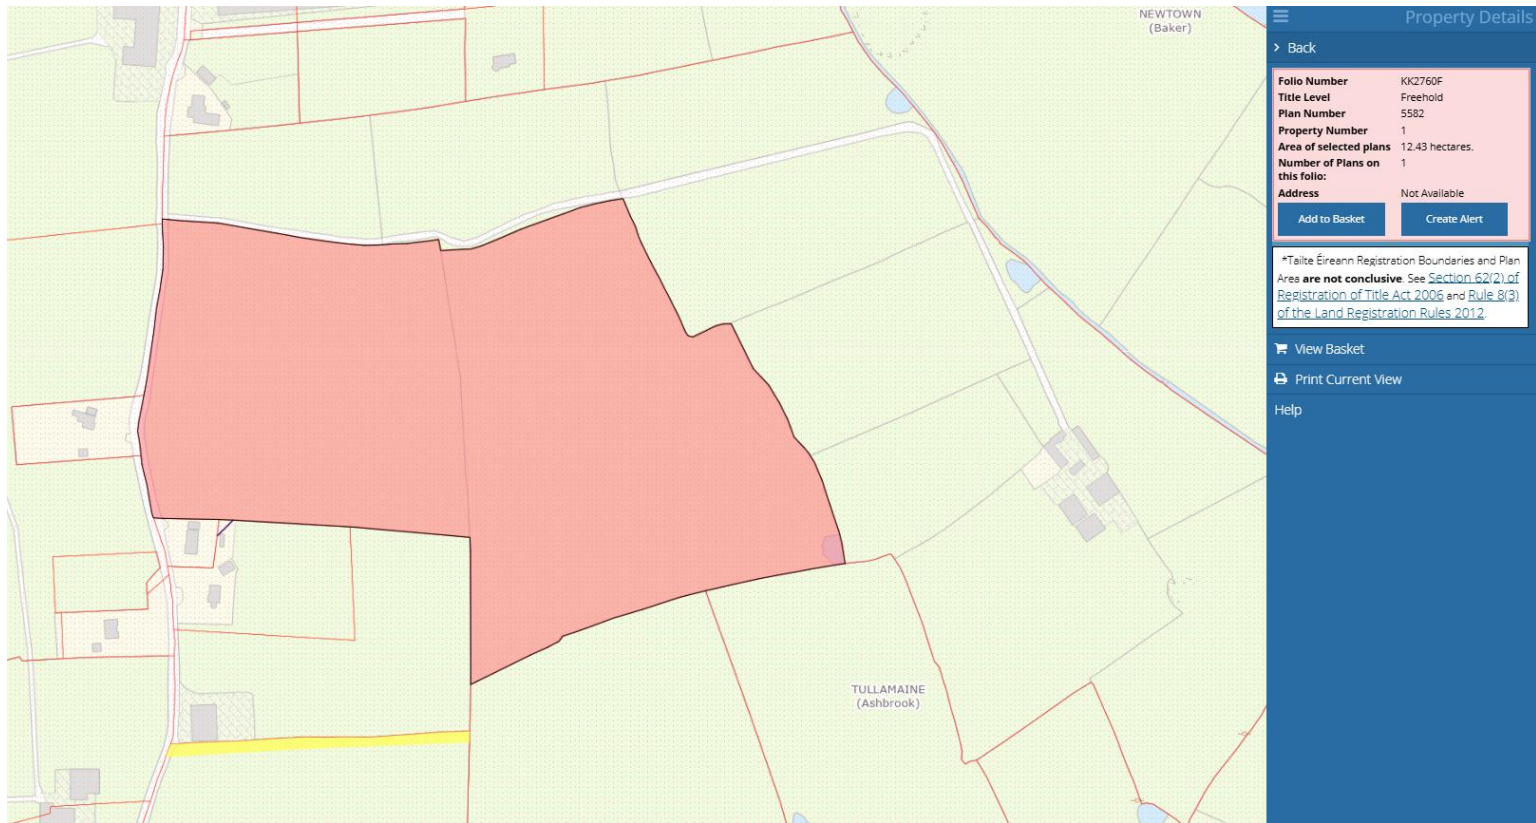 NEWTOWN
(Baker)
TULLAMAINE
(Ashbrook)
Property Details
Back
Folio Number KK2760F
Title Level Freehold
Plan Number 5582
Property Number 1
Area of selected plans 12.43 hectares.
Number of Plans on 1
this folio:
Address Not Available
Add to Basket Create Alert
*Tailte Éireann Registration Boundaries and Plan
Area are not conclusive. See Section 62(2) of
Registration of Title Act 2006 and Rule 8(3)
of the Land Registration Rules 2012.
View Basket
Print Current View
Help